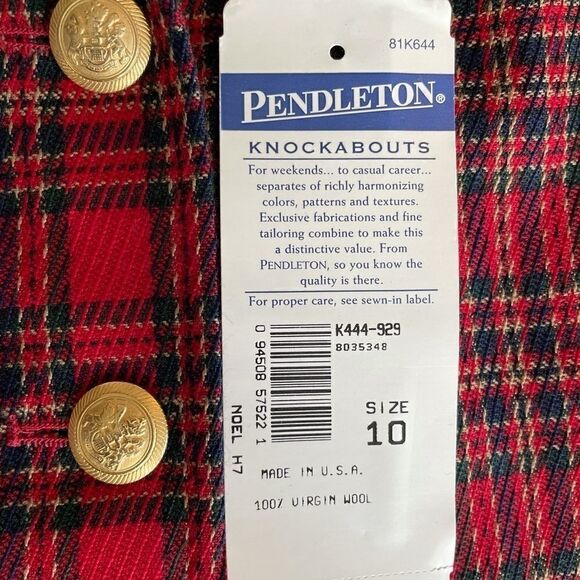 81K644
PENDLETON®
KNOCKABOUTS
For weekends... to casual career...
separates of richly harmonizing
colors, patterns and textures.
Exclusive fabrications and fine
tailoring combine to make this
a distinctive value. From
PENDLETON, so you know the
quality is there.
For proper care, see sewn-in label.
K444-929
8035348
0 94508 57522 1
NOEL H7
SIZE
10
MADE IN U.S.A.
100% VIRGIN WOOL